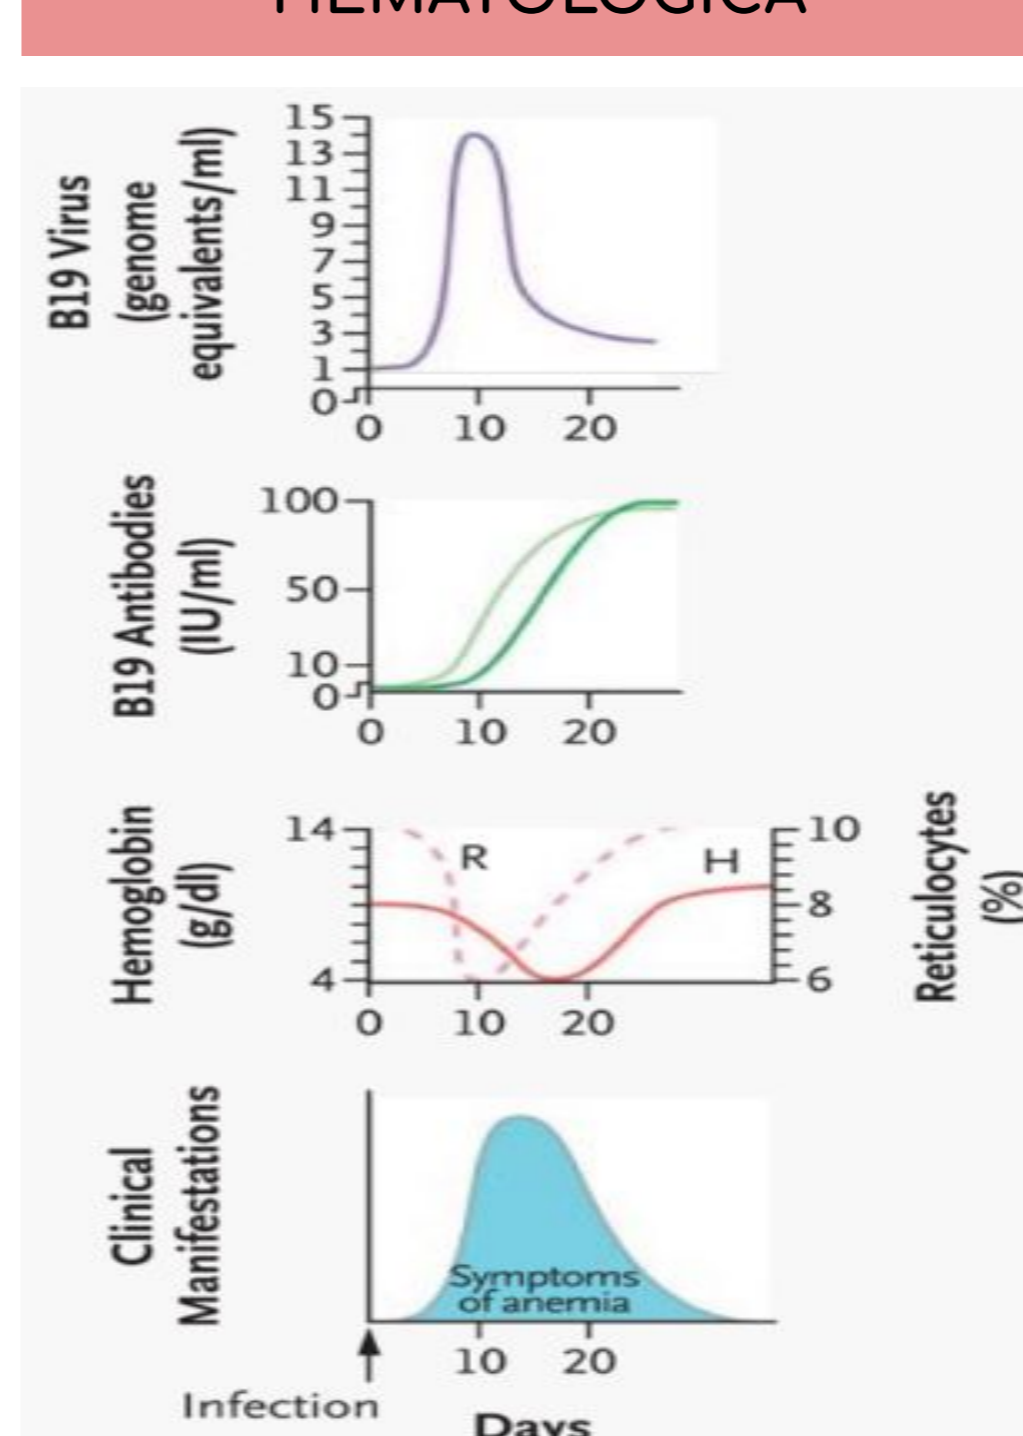 HEMATOLÓGICA
B19 Virus
(genome
equivalents/ml)
15
13
11
9
7
5
3
1
0
0 10 20
B19 Antibodies
(IU/ml)
100
50
10
0
0 10 20
Hemoglobin
(g/dl)
14
4
R
H
10
8
6
Reticulocytes
(%)
0 10 20
Clinical
Manifestations
Symptoms
of anemia
10 20
Infection
Days